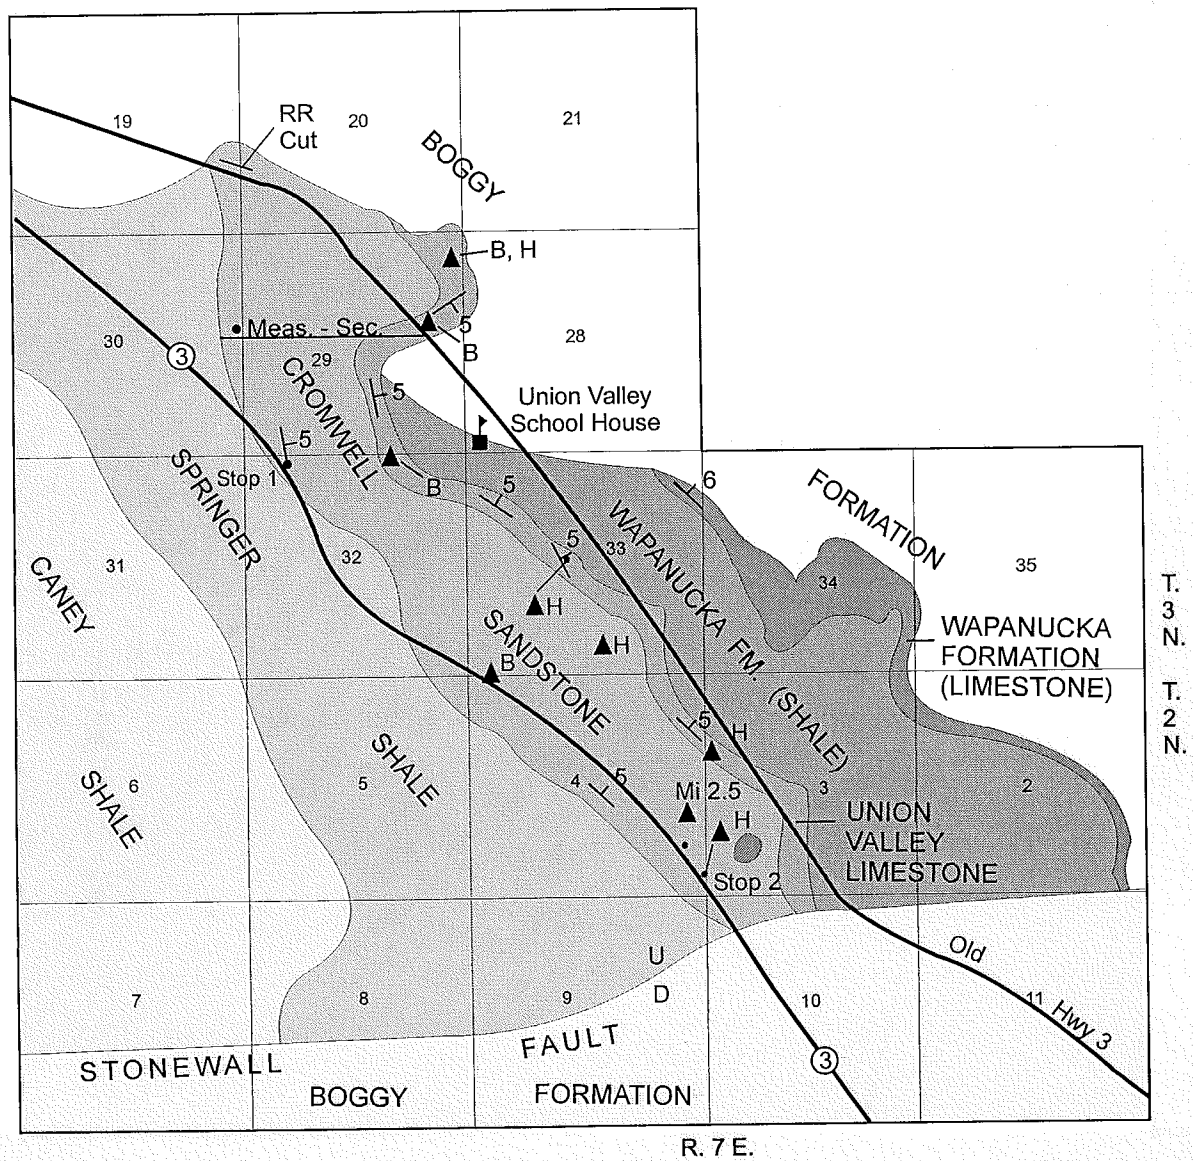 19
20
21
RR
Cut
BOGGY
B, H
30
3
Meas. - Sec.
5
B
28
29
CROMWELL
5
Union Valley
School House
5
Stop 1
SPRINGER
B
5
6
FORMATION
CANEY
31
32
5
33
WAPANUCKA FM. (SHALE)
34
35
T.
3
N.
H
SANDSTONE
H
B
WAPANUCKA
FORMATION
(LIMESTONE)
T.
2
N.
5
H
SHALE
6
5
SHALE
4
5
Mi 2.5
H
3
2
UNION
VALLEY
LIMESTONE
Stop 2
U
D
7
8
9
10
11
Old
Hwy 3
STONEWALL
FAULT
3
BOGGY
FORMATION
R. 7 E.